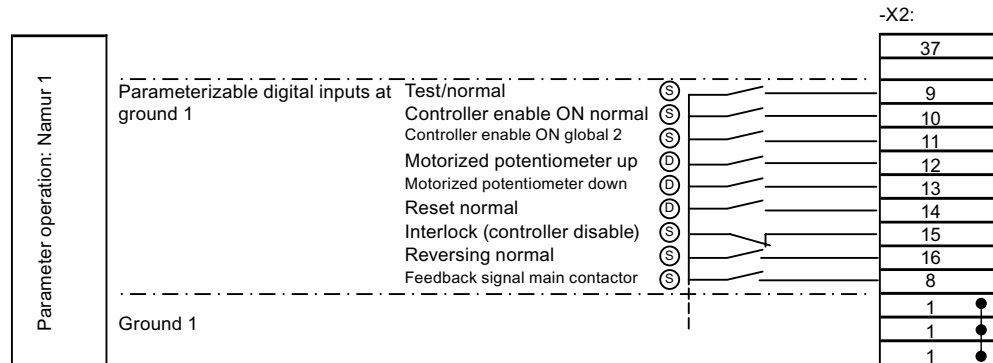 -X2:
37
Parameter operation: Namur 1
Parameterizable digital inputs at
ground 1
Test/normal S 9
Controller enable ON normal S 10
Controller enable ON global 2 S 11
Motorized potentiometer up D 12
Motorized potentiometer down D 13
Reset normal D 14
Interlock (controller disable) S 15
Reversing normal S 16
Feedback signal main contactor S 8
Ground 1
1
1
1